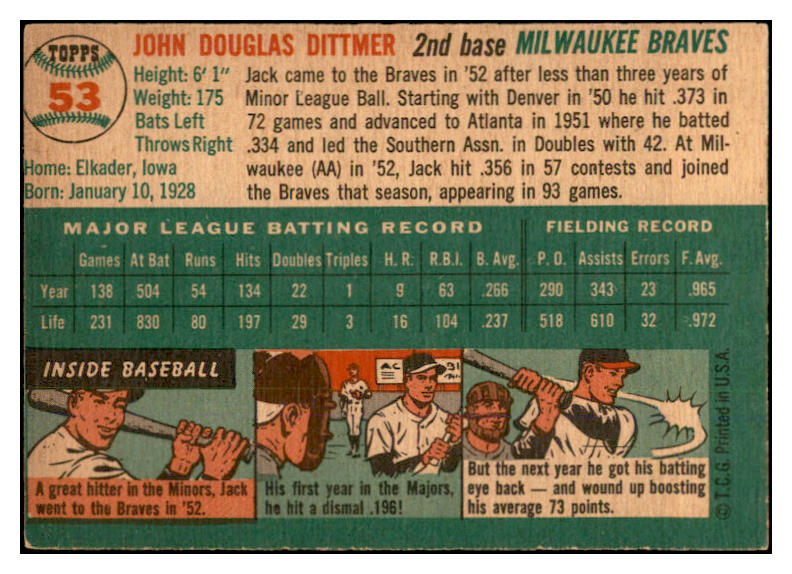 TOPPS
53
JOHN DOUGLAS DITTMER 2nd base MILWAUKEE BRAVES
Height: 6' 1"
Weight: 175
Bats Left
Throws Right
Home: Elkader, Iowa
Born: January 10, 1928
Jack came to the Braves in '52 after less than three years of
Minor League Ball. Starting with Denver in '50 he hit .373 in
72 games and advanced to Atlanta in 1951 where he batted
.334 and led the Southern Assn. in Doubles with 42. At Mil-
waukee (AA) in '52, Jack hit .356 in 57 contests and joined
the Braves that season, appearing in 93 games.
MAJOR LEAGUE BATTING RECORD FIELDING RECORD
Games At Bat Runs Hits Doubles Triples H. R. R.B.I. B. Avg. P. O. Assists Errors F. Avg.
Year 138 504 54 134 22 1 9 63 .266 290 343 23 .965
Life 231 830 80 197 29 3 16 104 .237 518 610 32 .972
INSIDE BASEBALL
A great hitter in the Minors, Jack
went to the Braves in '52.
AC
BI
His first year in the Majors,
he hit a dismal .196!
But the next year he got his batting
eye back — and wound up boosting
his average 73 points.
© T.C.G. Printed in U.S.A.